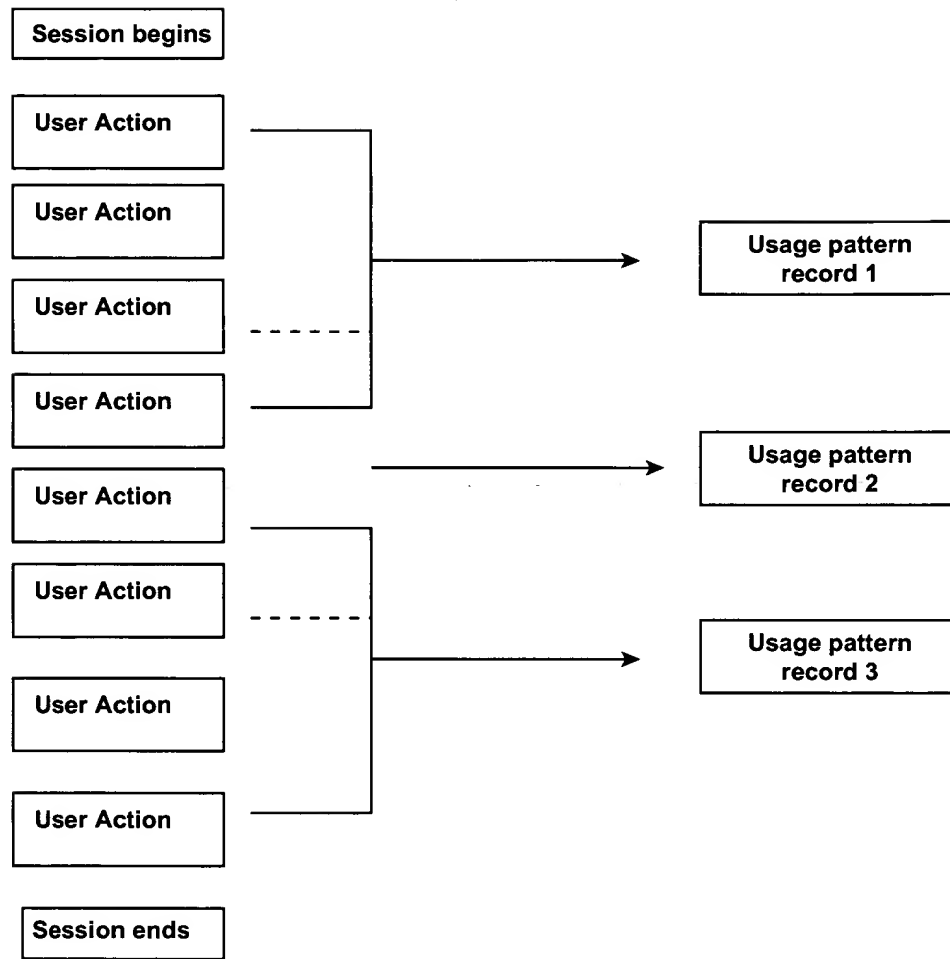 Session begins
User Action
User Action
User Action
User Action
User Action
User Action
User Action
User Action
Session ends
Usage pattern
record 1
Usage pattern
record 2
Usage pattern
record 3